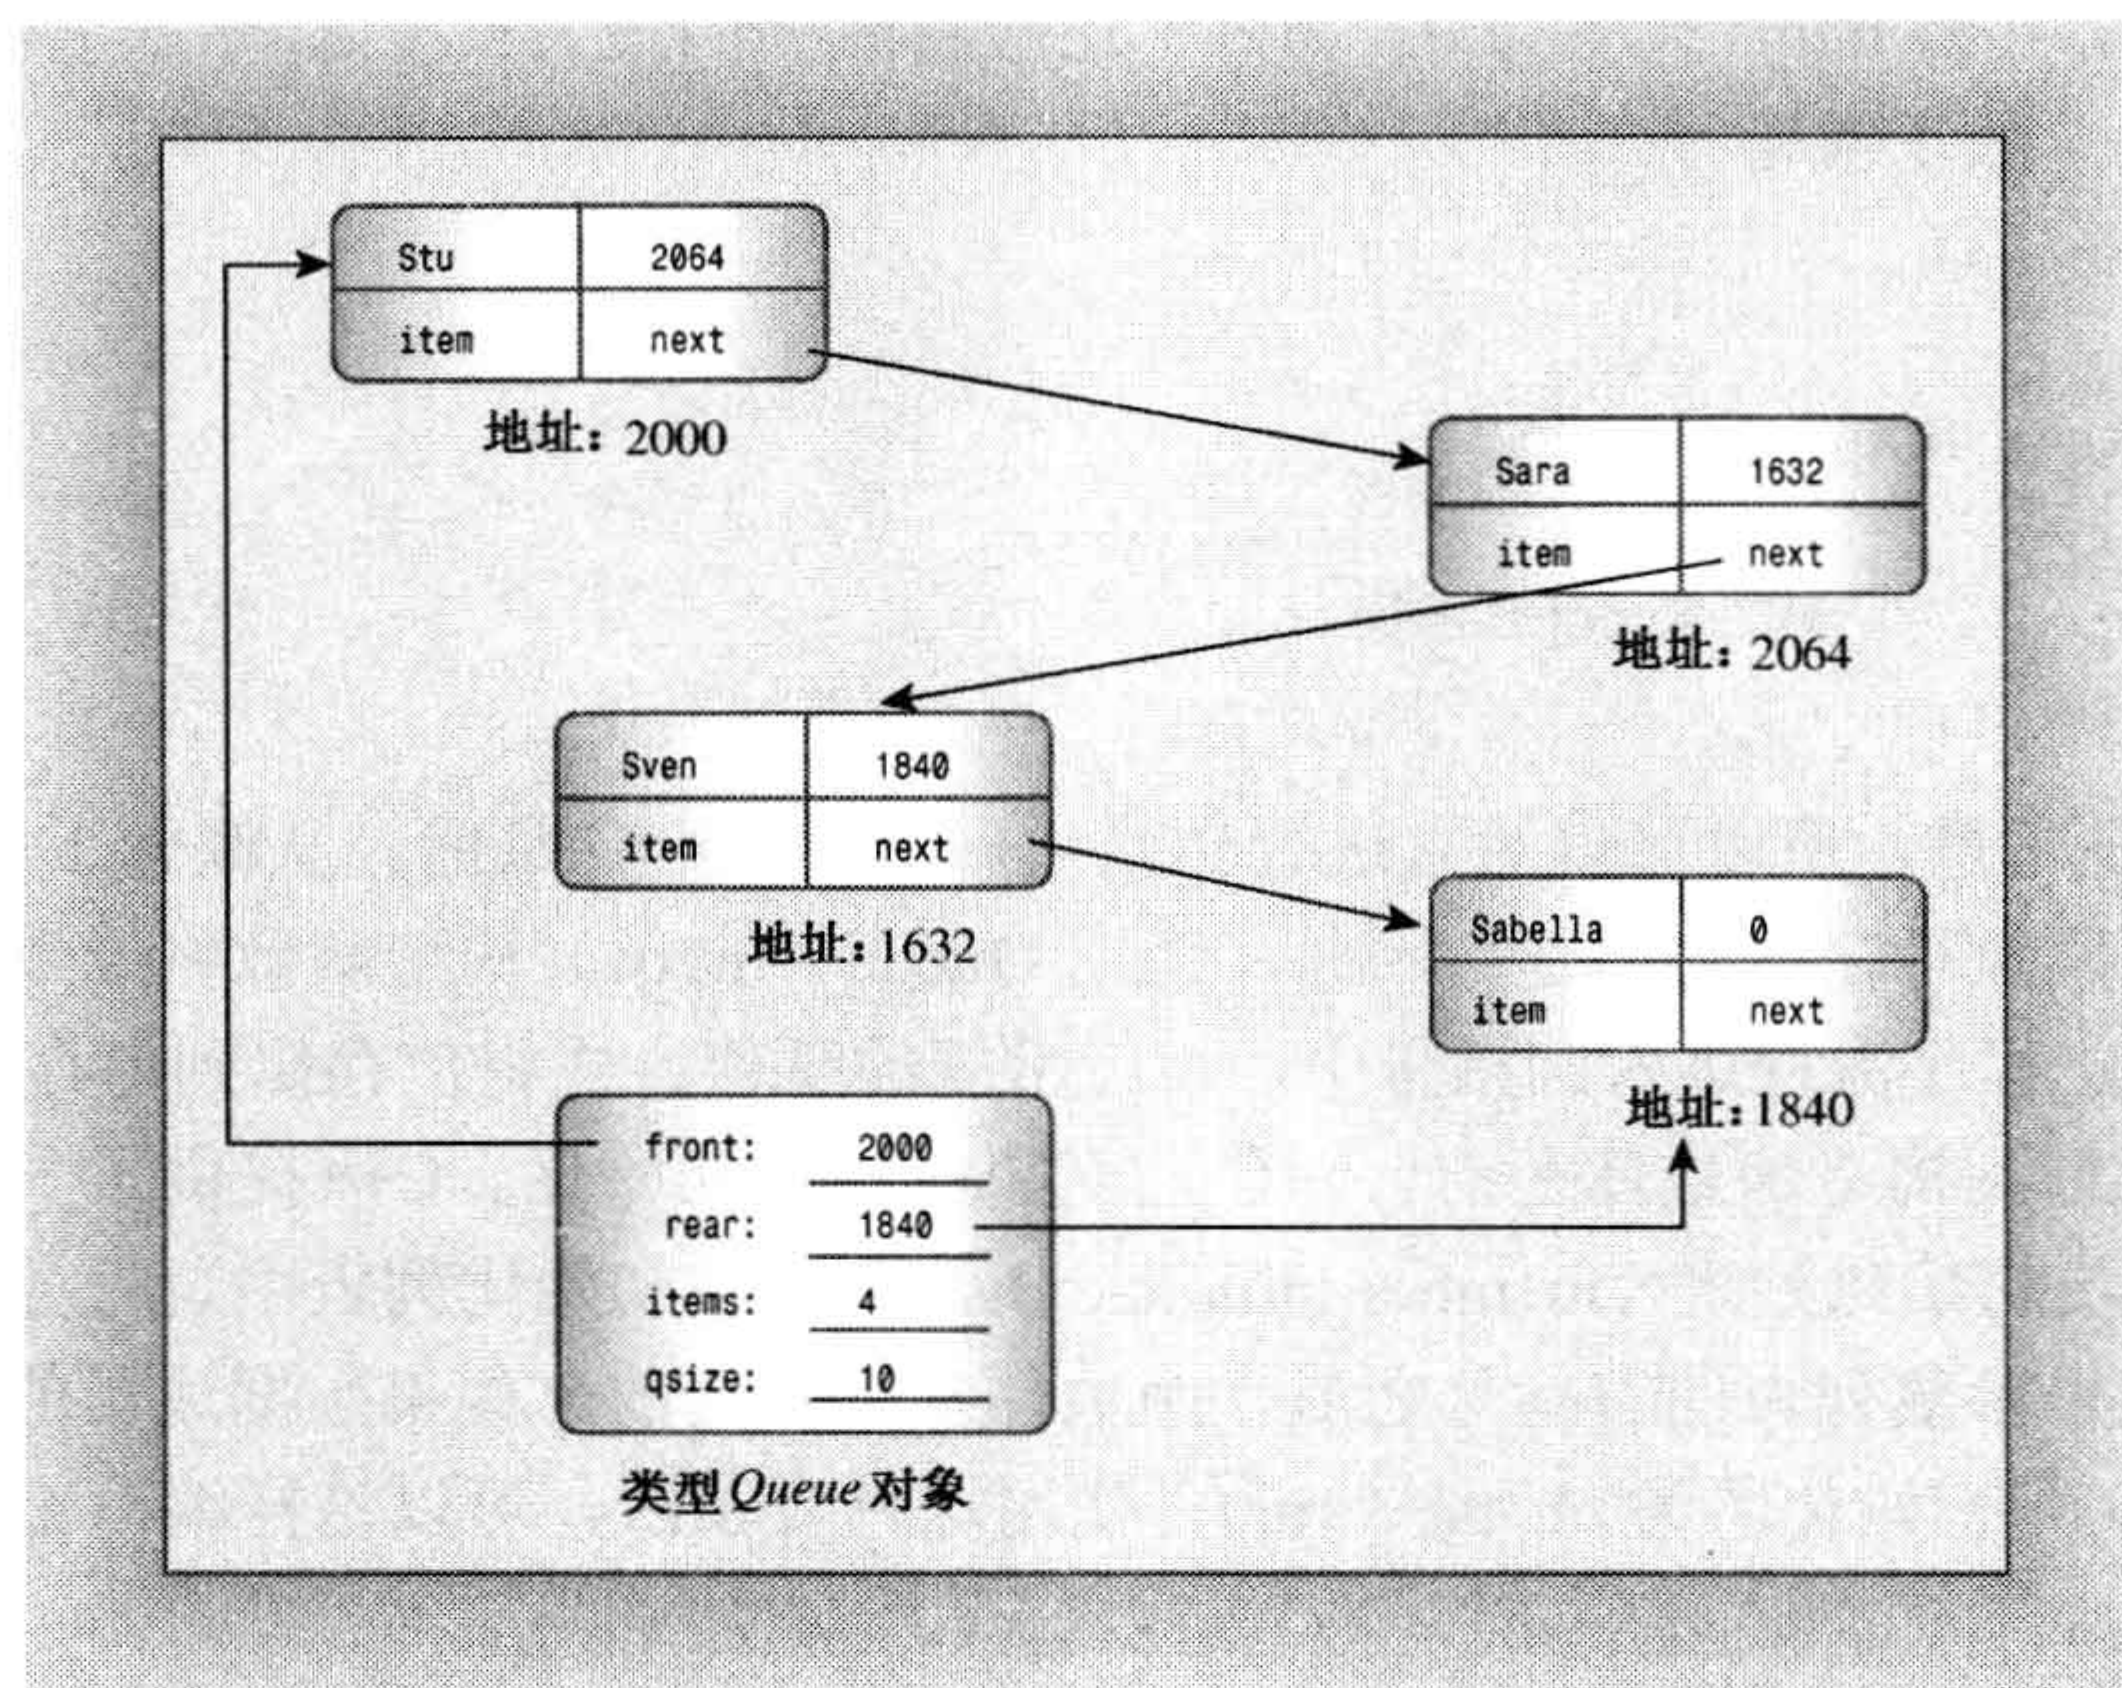 Stu 2064
item next
地址：2000
Sara 1632
item next
地址：2064
Sven 1840
item next
地址：1632
Sabella 0
item next
地址：1840
front: 2000
rear: 1840
items: 4
qsize: 10
类型Queue对象